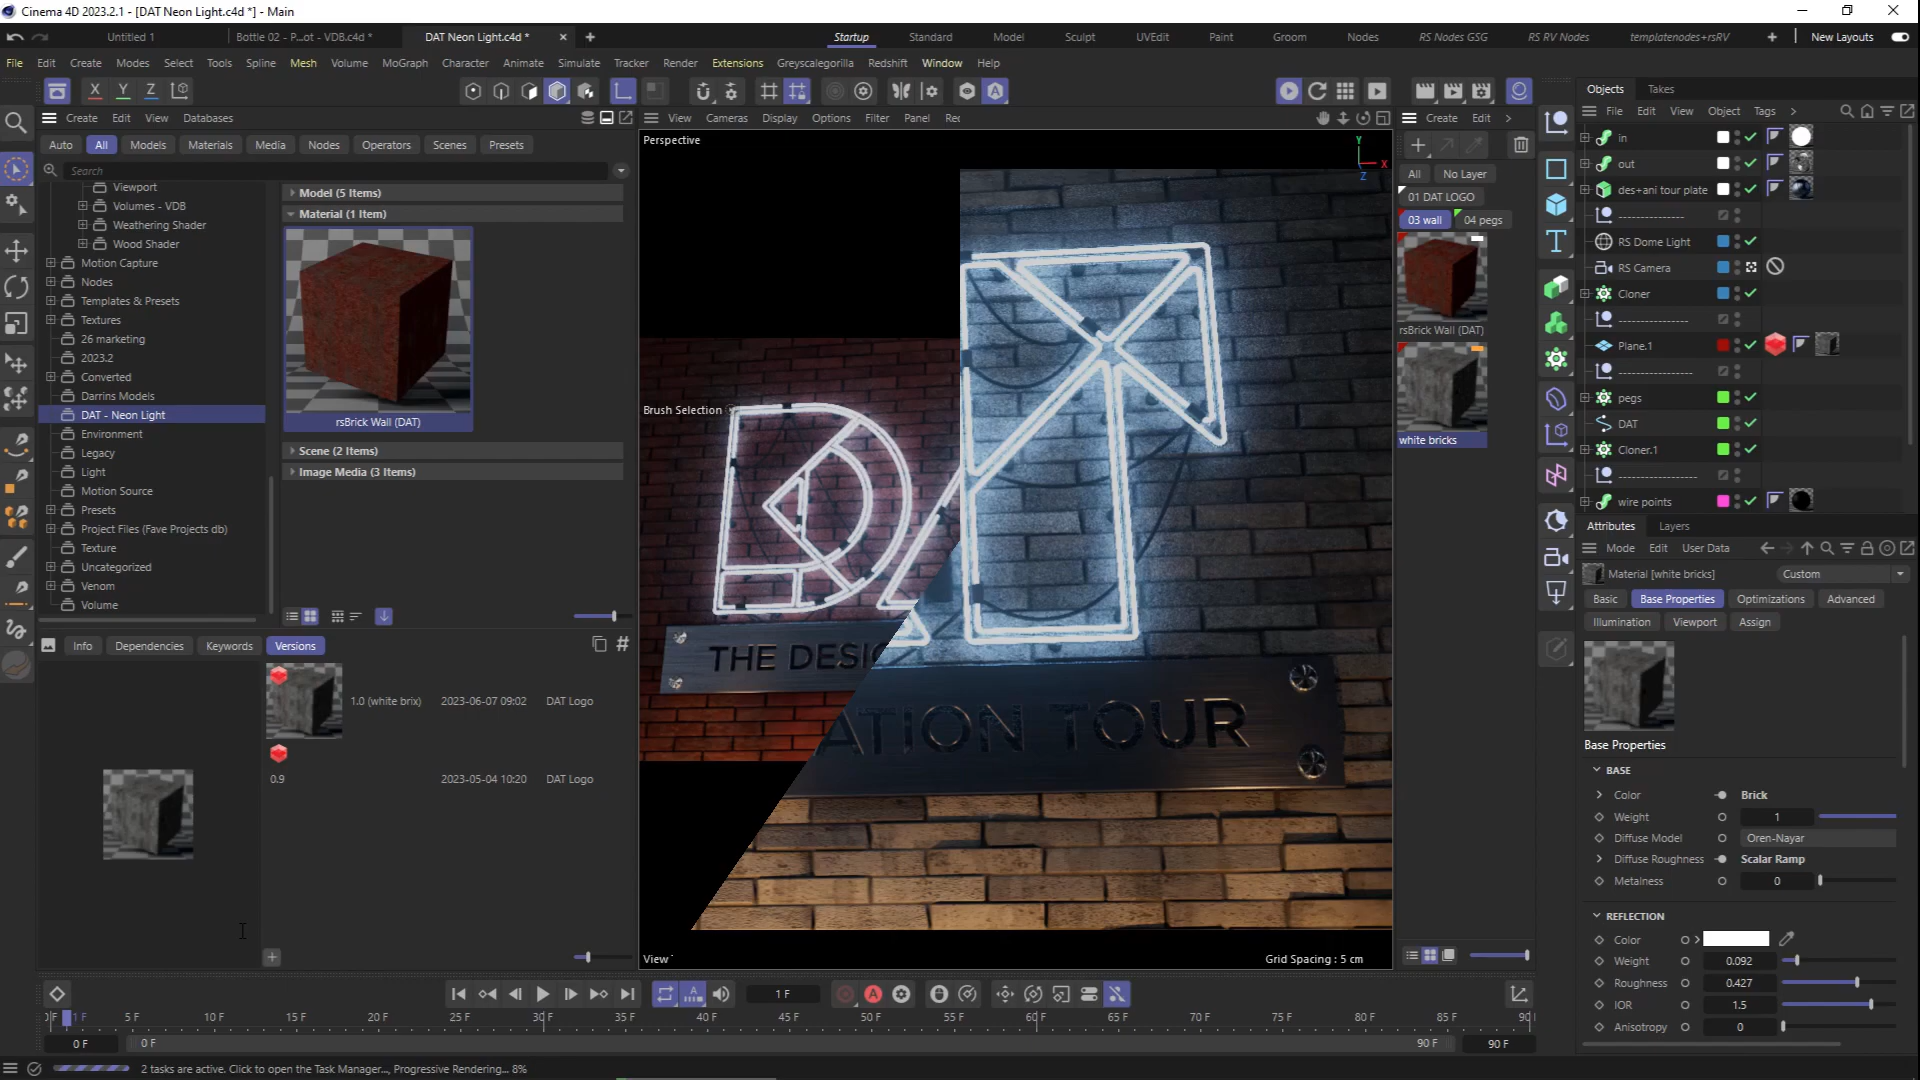 Cinema 4D 2023.2.1 - [DAT Neon Light.c4d *] - Main
Untitled 1
Bottle 02 - P...ot - VDB.c4d *
DAT Neon Light.c4d *
Startup
Standard
Model
Sculpt
UVEdit
Paint
Groom
Nodes
RS Nodes GSG
RS RV Nodes
templatenodes+rsRV
New Layouts
File Edit Create Modes Select Tools Spline Mesh Volume MoGraph Character Animate Simulate Tracker Render Extensions Greyscalegorilla Redshift Window Help
X Y Z
Create Edit View Databases
Auto All Models Materials Media Nodes Operators Scenes Presets
Search
Viewport
Volumes - VDB
Weathering Shader
Wood Shader
Motion Capture
Nodes
Templates & Presets
Textures
26 marketing
2023.2
Converted
Darrins Models
DAT - Neon Light
Environment
Legacy
Light
Motion Source
Presets
Project Files (Fave Projects db)
Texture
Uncategorized
Venom
Volume
Model (5 Items)
Material (1 Item)
rsBrick Wall (DAT)
Scene (2 Items)
Image Media (3 Items)
Info Dependencies Keywords Versions
1.0 (white brix) 2023-06-07 09:02 DAT Logo
0.9 2023-05-04 10:20 DAT Logo
View Cameras Display Options Filter Panel
Perspective
Y
X
Z
Brush Selection
THE DESI
ATION TOUR
View
Grid Spacing : 5 cm
Create Edit
All No Layer
01 DAT LOGO
03 wall 04 pegs
rsBrick Wall (DAT)
white bricks
Objects Takes
File Edit View Object Tags
in
out
des+ani tour plate
----------------
RS Dome Light
RS Camera
Cloner
-----------------
Plane.1
------------------
pegs
DAT
Cloner.1
-------------------
wire points
Attributes Layers
Mode Edit User Data
Material [white bricks]
Custom
Basic Base Properties Optimizations Advanced
Illumination Viewport Assign
Base Properties
BASE
Color Brick
Weight 1
Diffuse Model Oren-Nayar
Diffuse Roughness Scalar Ramp
Metalness 0
REFLECTION
Color
Weight 0.092
Roughness 0.427
IOR 1.5
Anisotropy 0
1 F
1 F 5 F 10 F 15 F 20 F 25 F 30 F 35 F 40 F 45 F 50 F 55 F 60 F 65 F 70 F 75 F 80 F 85 F
0 F 0 F 90 F 90 F
2 tasks are active. Click to open the Task Manager..., Progressive Rendering... 8%